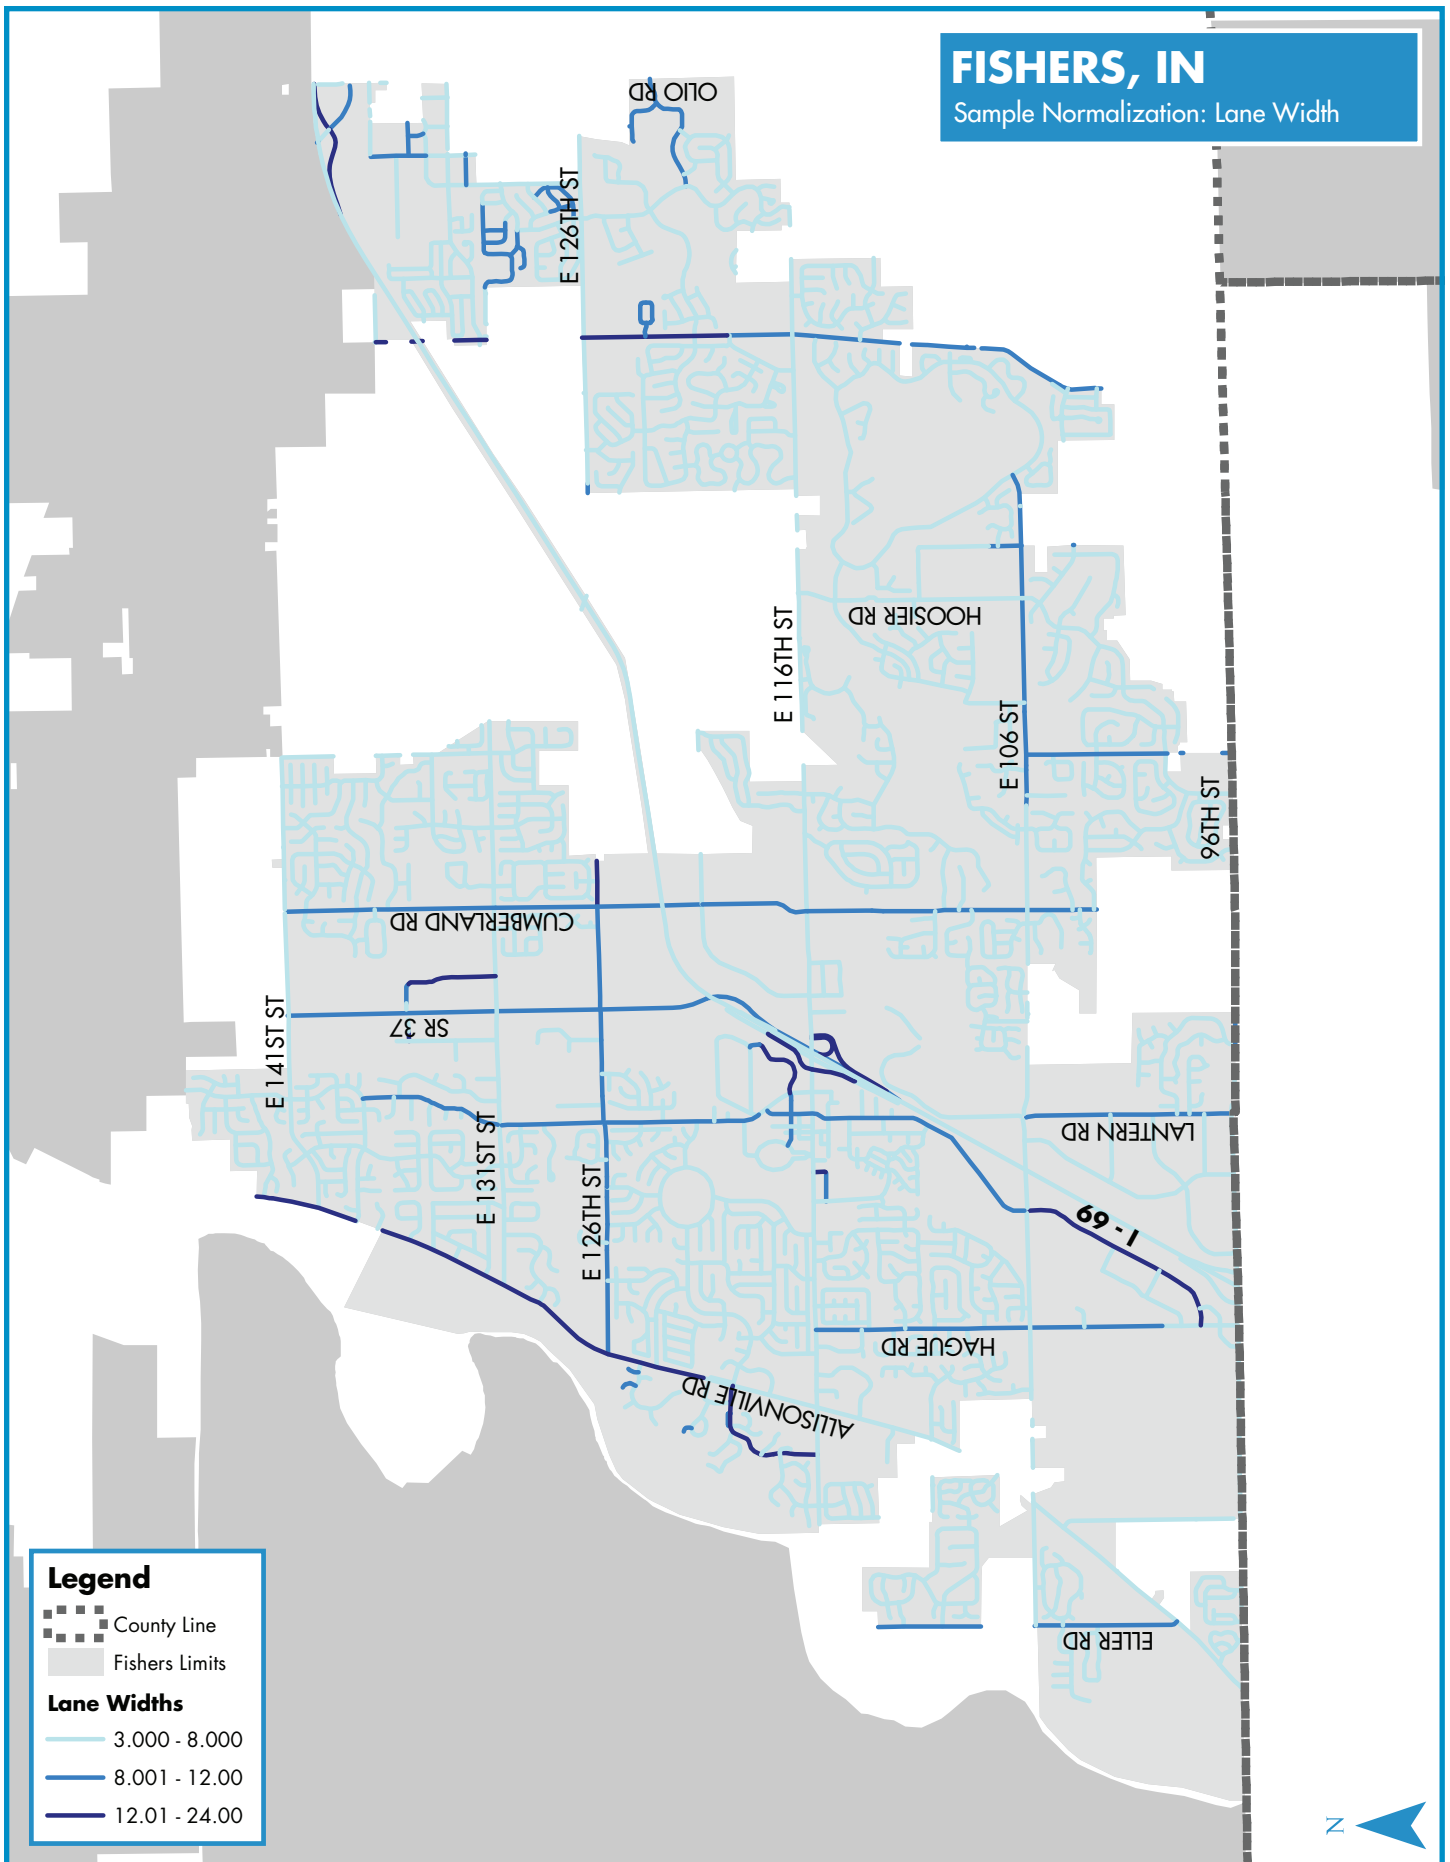 FISHERS, IN
Sample Normalization: Lane Width
OLIO RD
E 126TH ST
HOOSIER RD
E 116TH ST
E 106 ST
96TH ST
CUMBERLAND RD
SR 37
E 141ST ST
E 131ST ST
LANTERN RD
E 126TH ST
I - 69
HAGUE RD
ALLISONVILLE RD
ELLER RD
Legend
County Line
Fishers Limits
Lane Widths
3.000 - 8.000
8.001 - 12.00
12.01 - 24.00
N